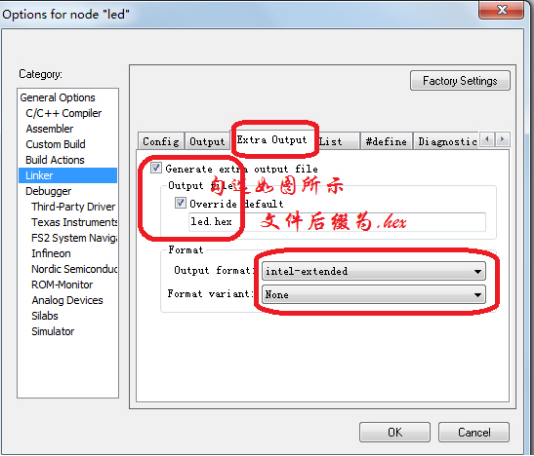 Options for node "led"
Category:
Factory Settings
General Options
C/C++ Compiler
Assembler
Custom Build
Build Actions
Linker
Debugger
Third-Party Driver
Texas Instruments
FS2 System Navig
Infineon
Nordic Semiconduc
ROM-Monitor
Analog Devices
Silabs
Simulator
Config
Output
Extra Output
List
#define
Diagnostic
Generate extra output file
Output file
勾选如图所示
Override default
led.hex
文件后缀为.hex
Format
Output format:
intel-extended
Format variant:
None
OK
Cancel